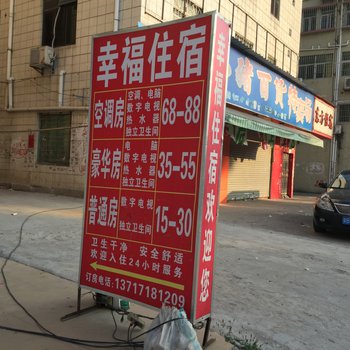 幸福住宿
空调房
空调、电脑
数字电视
热水器
独立卫生间
68-88
豪华房
电脑
数字电视
热水器
独立卫生间
35-55
普通房
数字电视
独立卫生间
15-30
卫生干净 安全舒适
欢迎入住24小时服务
订房电话:13717181209
幸福住宿欢迎您